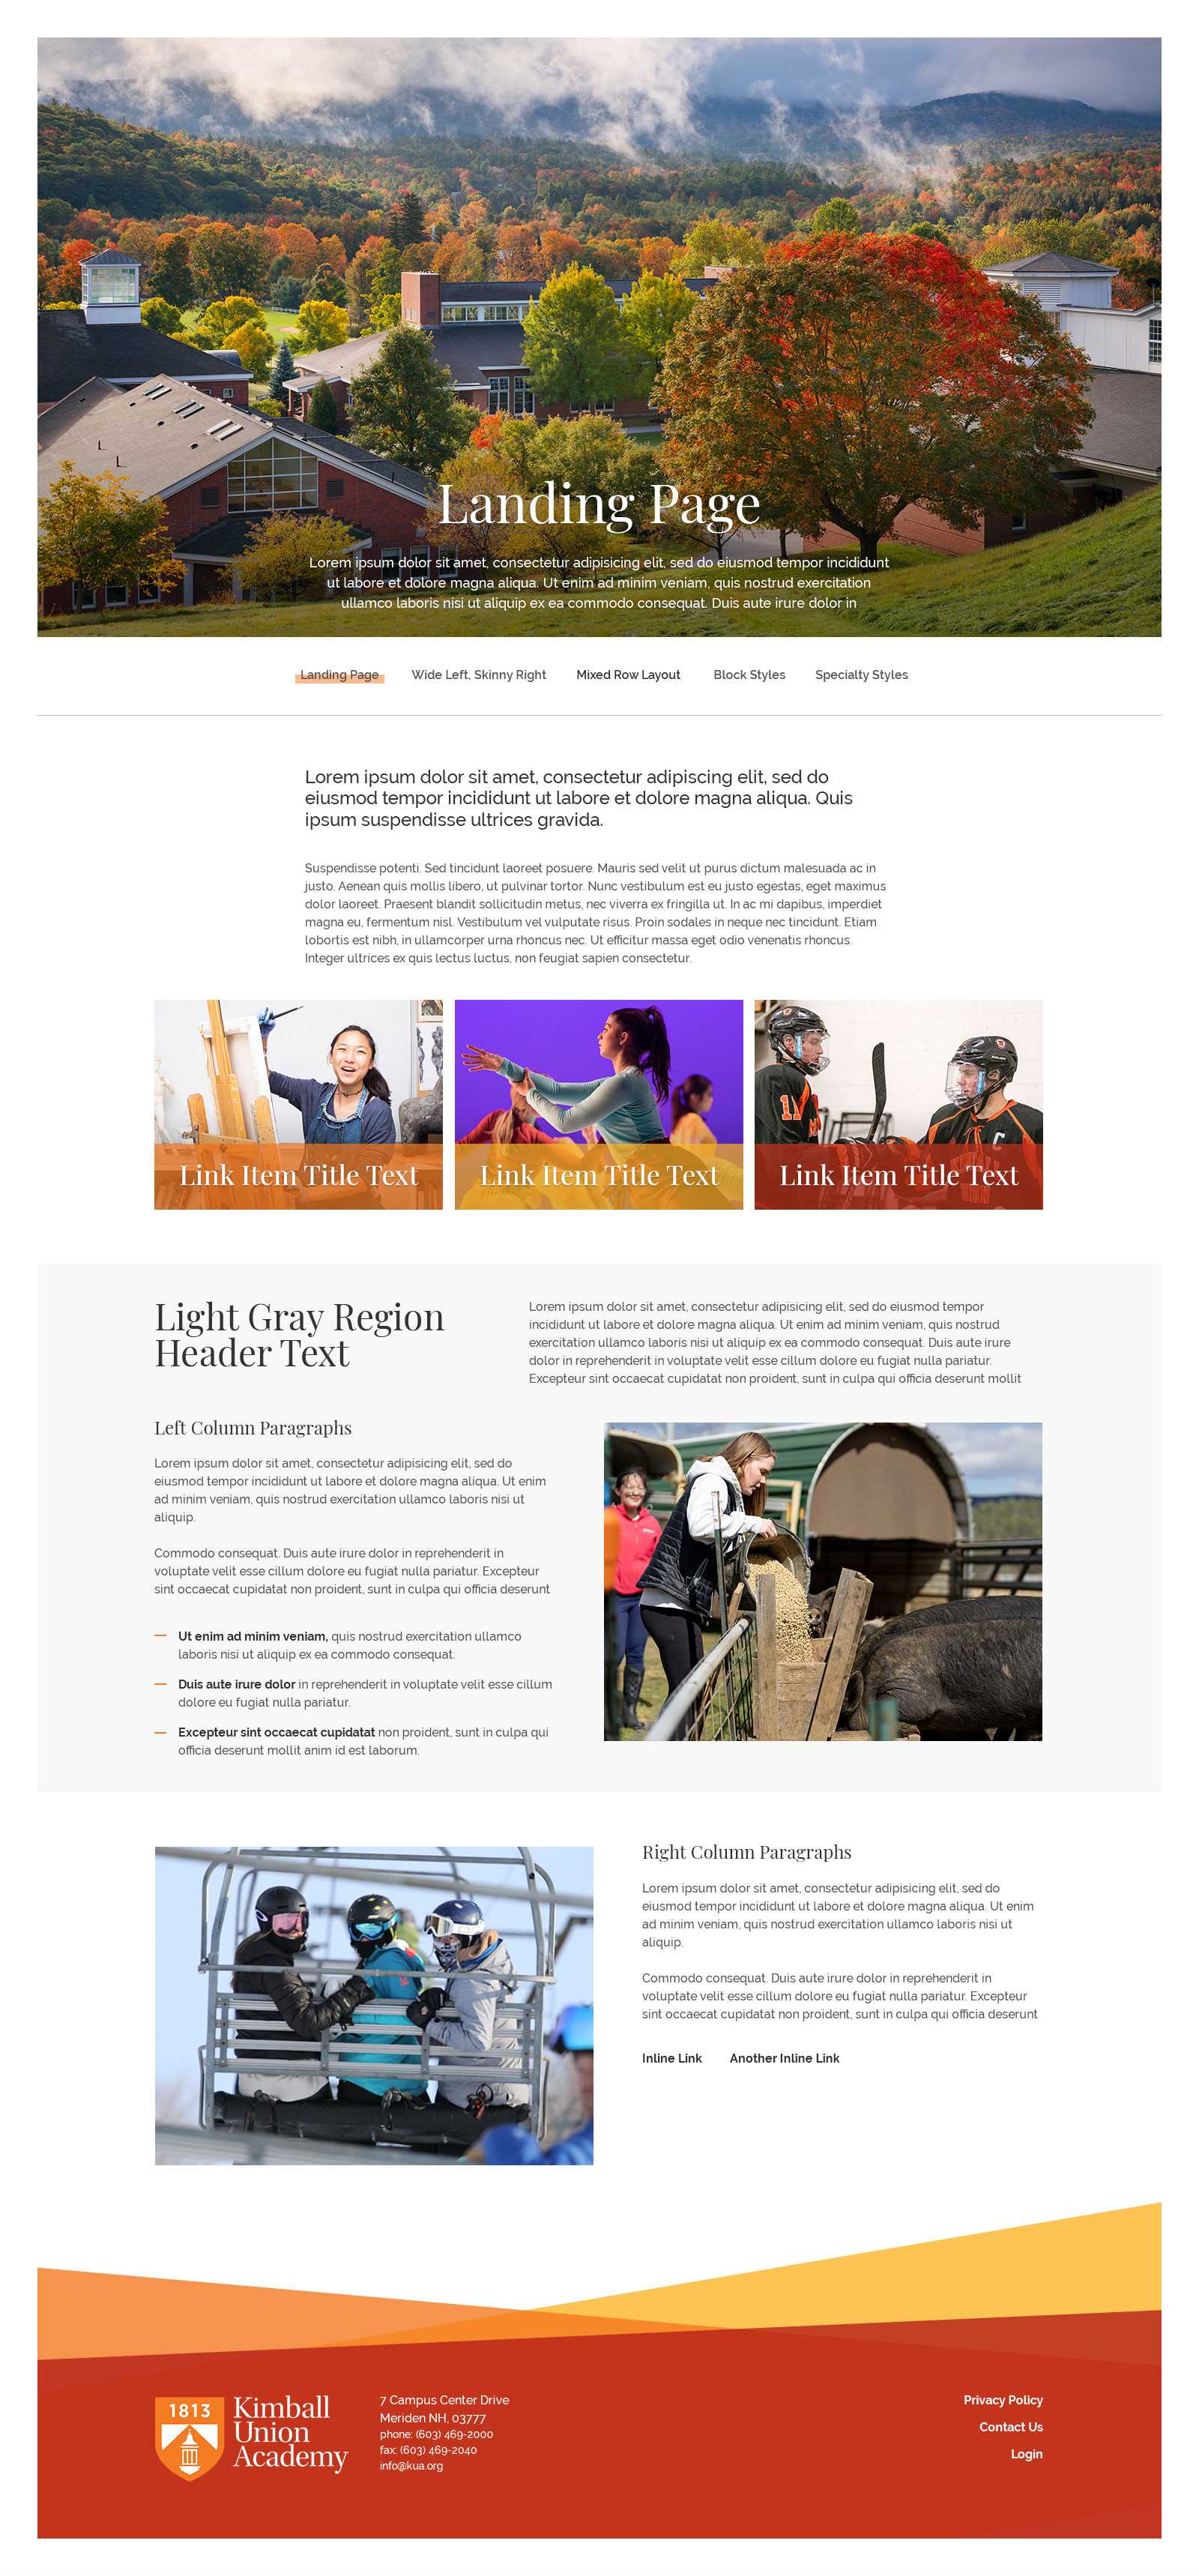 Landing Page
Lorem ipsum dolor sit amet, consectetur adipisicing elit, sed do eiusmod tempor incididunt
ut labore et dolore magna aliqua. Ut enim ad minim veniam, quis nostrud exercitation
ullamco laboris nisi ut aliquip ex ea commodo consequat. Duis aute irure dolor in
Landing Page Wide Left, Skinny Right Mixed Row Layout Block Styles Specialty Styles
Lorem ipsum dolor sit amet, consectetur adipiscing elit, sed do
eiusmod tempor incididunt ut labore et dolore magna aliqua. Quis
ipsum suspendisse ultrices gravida.
Suspendisse potenti. Sed tincidunt laoreet posuere. Mauris sed velit ut purus dictum malesuada ac in
justo. Aenean quis mollis libero, ut pulvinar tortor. Nunc vestibulum est eu justo egestas, eget maximus
dolor laoreet. Praesent blandit sollicitudin metus, nec viverra ex fringilla ut. In ac mi dapibus, imperdiet
magna eu, fermentum nisl. Vestibulum vel vulputate risus. Proin sodales in neque nec tincidunt. Etiam
lobortis est nibh, in ullamcorper urna rhoncus nec. Ut efficitur massa eget odio venenatis rhoncus.
Integer ultrices ex quis lectus luctus, non feugiat sapien consectetur.
Link Item Title Text
Link Item Title Text
Link Item Title Text
Light Gray Region
Header Text
Lorem ipsum dolor sit amet, consectetur adipisicing elit, sed do eiusmod tempor
incididunt ut labore et dolore magna aliqua. Ut enim ad minim veniam, quis nostrud
exercitation ullamco laboris nisi ut aliquip ex ea commodo consequat. Duis aute irure
dolor in reprehenderit in voluptate velit esse cillum dolore eu fugiat nulla pariatur.
Excepteur sint occaecat cupidatat non proident, sunt in culpa qui officia deserunt mollit
Left Column Paragraphs
Lorem ipsum dolor sit amet, consectetur adipisicing elit, sed do
eiusmod tempor incididunt ut labore et dolore magna aliqua. Ut enim
ad minim veniam, quis nostrud exercitation ullamco laboris nisi ut
aliquip.
Commodo consequat. Duis aute irure dolor in reprehenderit in
voluptate velit esse cillum dolore eu fugiat nulla pariatur. Excepteur
sint occaecat cupidatat non proident, sunt in culpa qui officia deserunt
Ut enim ad minim veniam, quis nostrud exercitation ullamco
laboris nisi ut aliquip ex ea commodo consequat.
Duis aute irure dolor in reprehenderit in voluptate velit esse cillum
dolore eu fugiat nulla pariatur.
Excepteur sint occaecat cupidatat non proident, sunt in culpa qui
officia deserunt mollit anim id est laborum.
Right Column Paragraphs
Lorem ipsum dolor sit amet, consectetur adipisicing elit, sed do
eiusmod tempor incididunt ut labore et dolore magna aliqua. Ut enim
ad minim veniam, quis nostrud exercitation ullamco laboris nisi ut
aliquip.
Commodo consequat. Duis aute irure dolor in reprehenderit in
voluptate velit esse cillum dolore eu fugiat nulla pariatur. Excepteur
sint occaecat cupidatat non proident, sunt in culpa qui officia deserunt
Inline Link Another Inline Link
1813
Kimball
Union
Academy
7 Campus Center Drive
Meriden NH, 03777
phone: (603) 469-2000
fax: (603) 469-2040
info@kua.org
Privacy Policy
Contact Us
Login